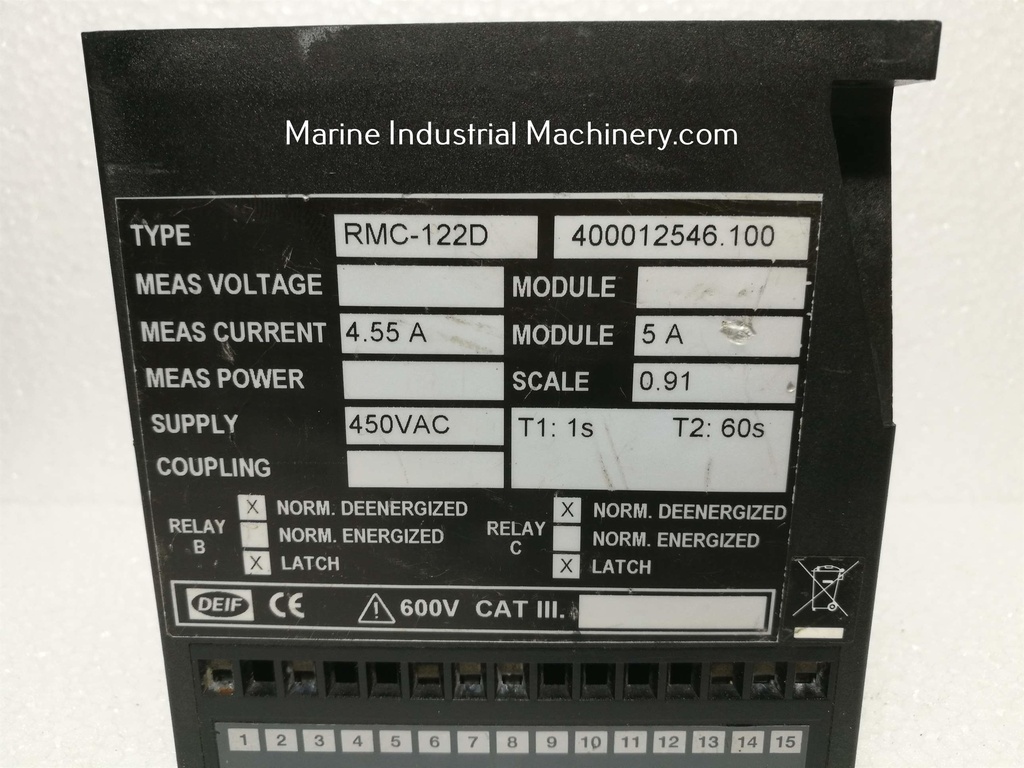 Marine Industrial Machinery.com
TYPE RMC-122D 400012546.100
MEAS VOLTAGE MODULE
MEAS CURRENT 4.55 A MODULE 5 A
MEAS POWER SCALE 0.91
SUPPLY 450VAC T1: 1s T2: 60s
COUPLING
RELAY B X NORM. DEENERGIZED
NORM. ENERGIZED
X LATCH
RELAY C X NORM. DEENERGIZED
NORM. ENERGIZED
X LATCH
DEIF CE 600V CAT III.
1 2 3 4 5 6 7 8 9 10 11 12 13 14 15